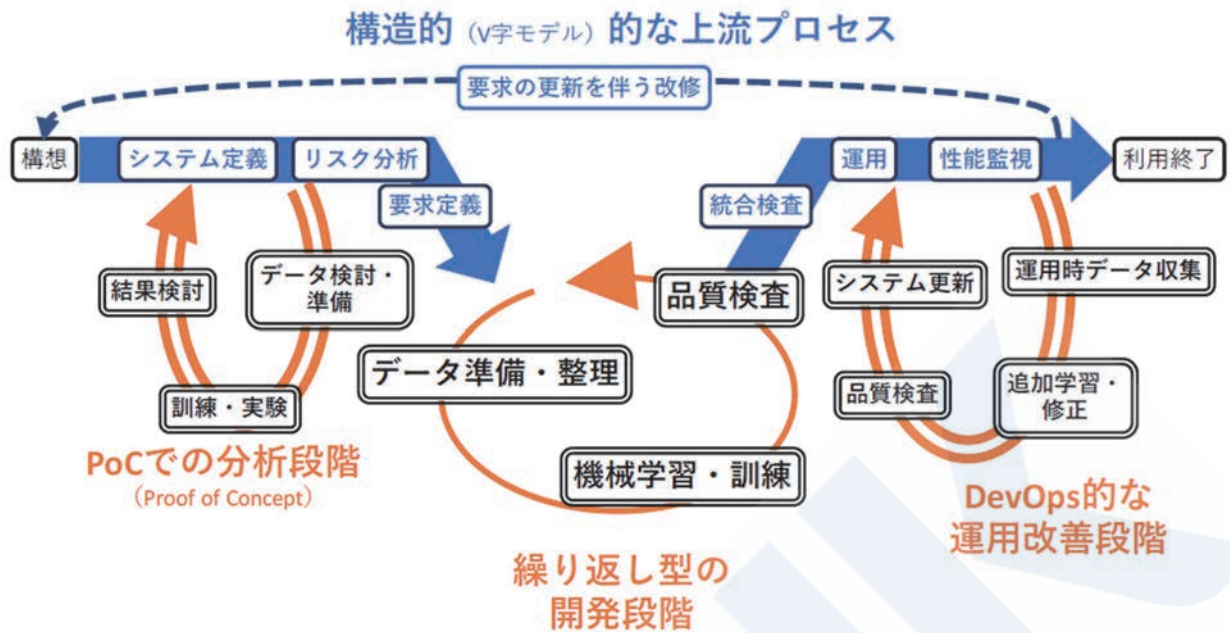 構造的（V字モデル）的な上流プロセス
要求の更新を伴う改修
構想
システム定義
リスク分析
要求定義
統合検査
運用
性能監視
利用終了
結果検討
データ検討・
準備
訓練・実験
PoCでの分析段階
（Proof of Concept）
データ準備・整理
品質検査
機械学習・訓練
繰り返し型の
開発段階
システム更新
運用時データ収集
品質検査
追加学習・
修正
DevOps的な
運用改善段階